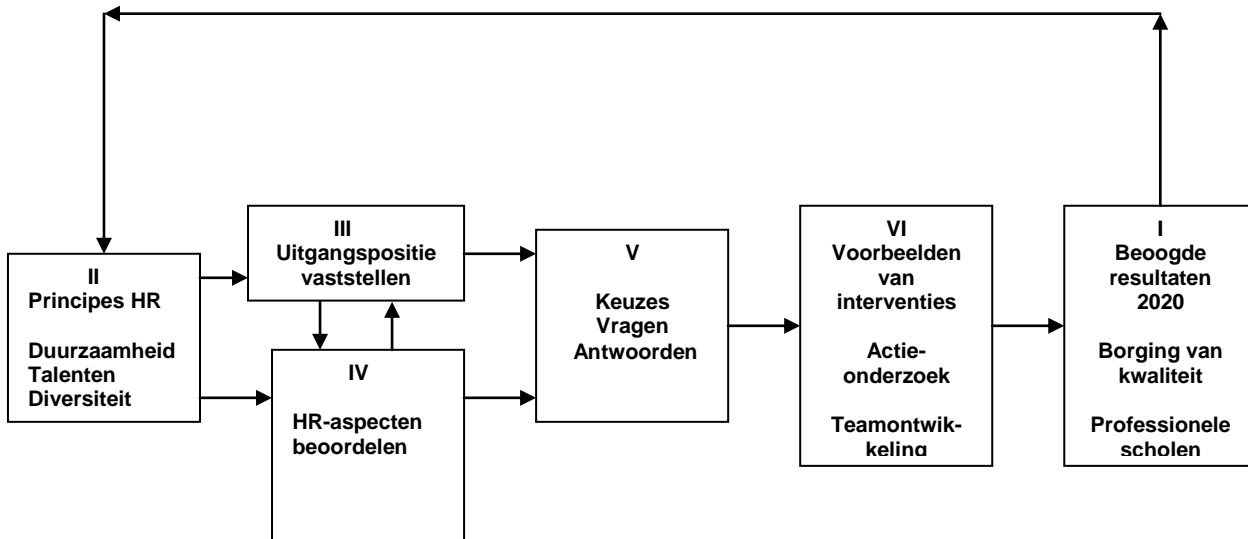 II
Principes HR
Duurzaamheid
Talenten
Diversiteit
III
Uitgangspositie
vaststellen
IV
HR-aspecten
beoordelen
V
Keuzes
Vragen
Antwoorden
VI
Voorbeelden
van
interventies
Actie-
onderzoek
Teamontwik-
keling
I
Beoogde
resultaten
2020
Borging van
kwaliteit
Professionele
scholen